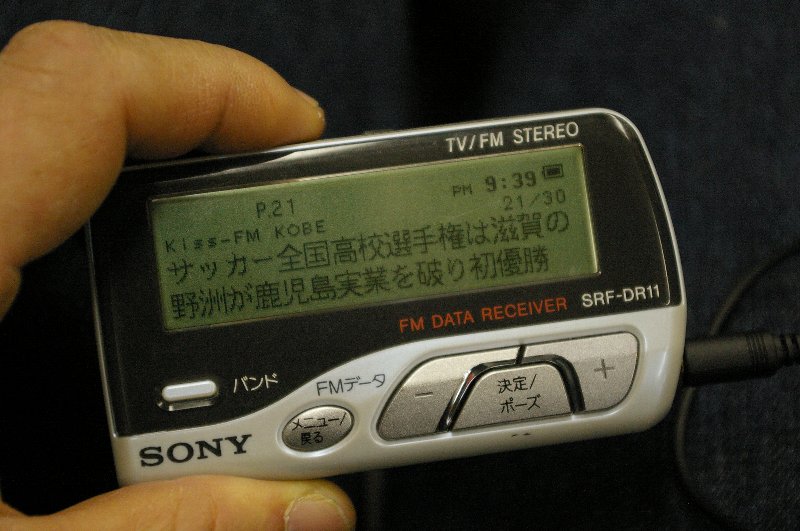 TV/FM STEREO
P.21
PM 9:39
Kiss-FM KOBE
21/30
サッカー全国高校選手権は滋賀の
野洲が鹿児島実業を破り初優勝
FM DATA RECEIVER
SRF-DR11
バンド
FMデータ
メニュー/
戻る
−
決定/
ポーズ
+
SONY